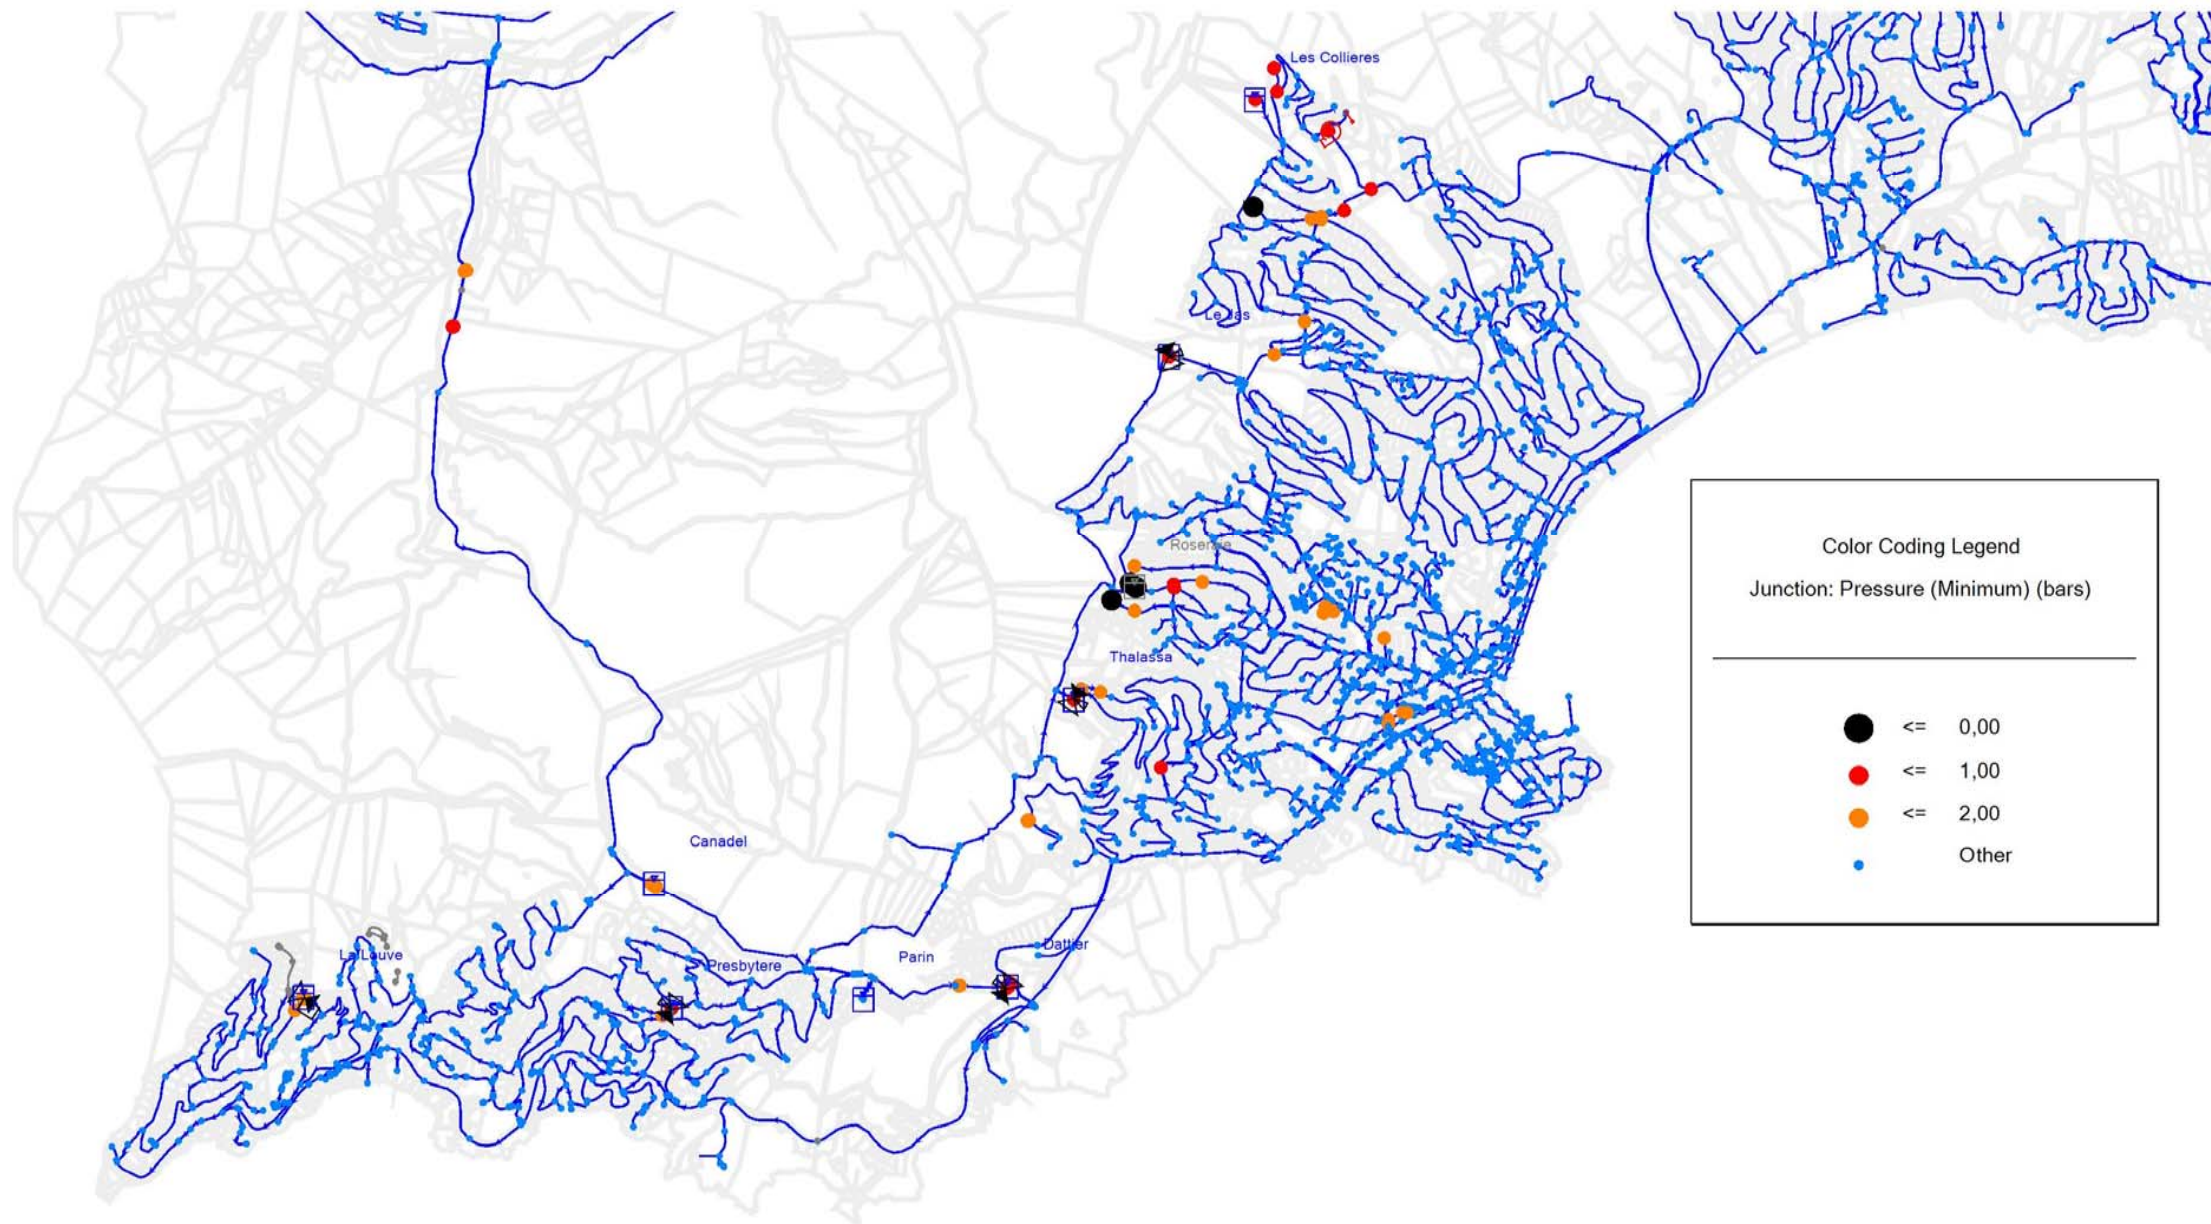 Les Collieres
Le Jas
Roseraie
Thalassa
Canadel
La Louve
Presbytere
Parin
Dattier
Color Coding Legend
Junction: Pressure (Minimum) (bars)
<= 0,00
<= 1,00
<= 2,00
Other